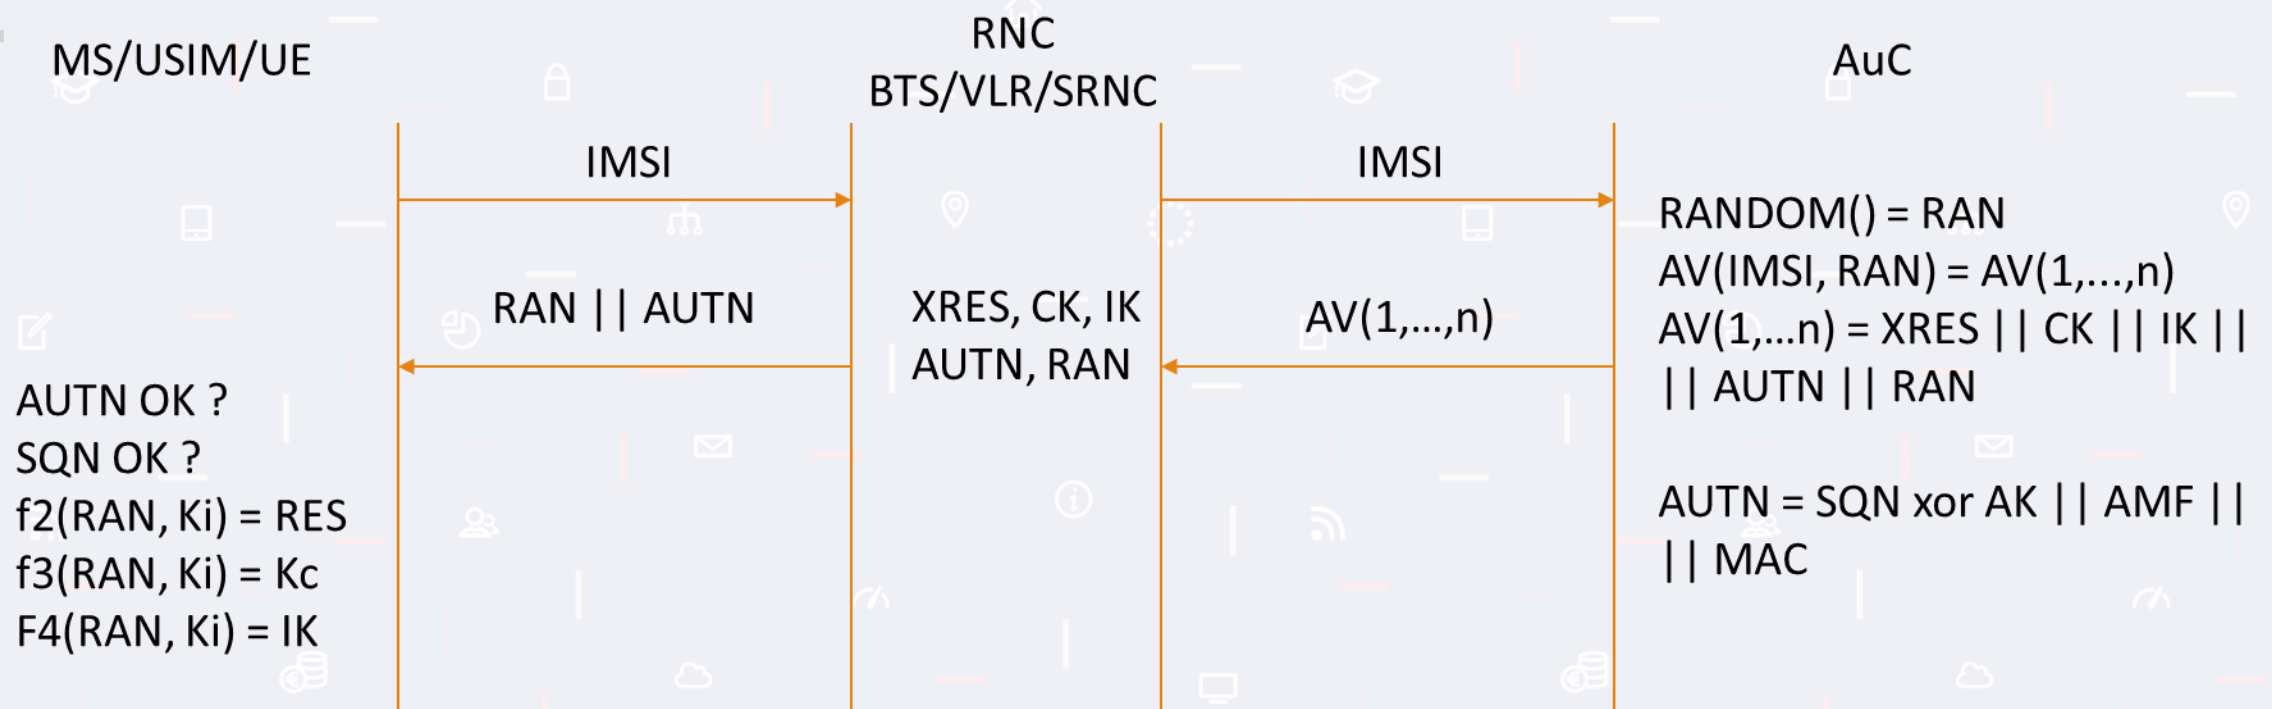 MS/USIM/UE
RNC
BTS/VLR/SRNC
AuC
IMSI
IMSI
RANDOM() = RAN
AV(IMSI, RAN) = AV(1,...,n)
AV(1,...n) = XRES || CK || IK ||
|| AUTN || RAN
RAN || AUTN
XRES, CK, IK
AUTN, RAN
AV(1,...,n)
AUTN OK ?
SQN OK ?
f2(RAN, Ki) = RES
f3(RAN, Ki) = Kc
F4(RAN, Ki) = IK
AUTN = SQN xor AK || AMF ||
|| MAC